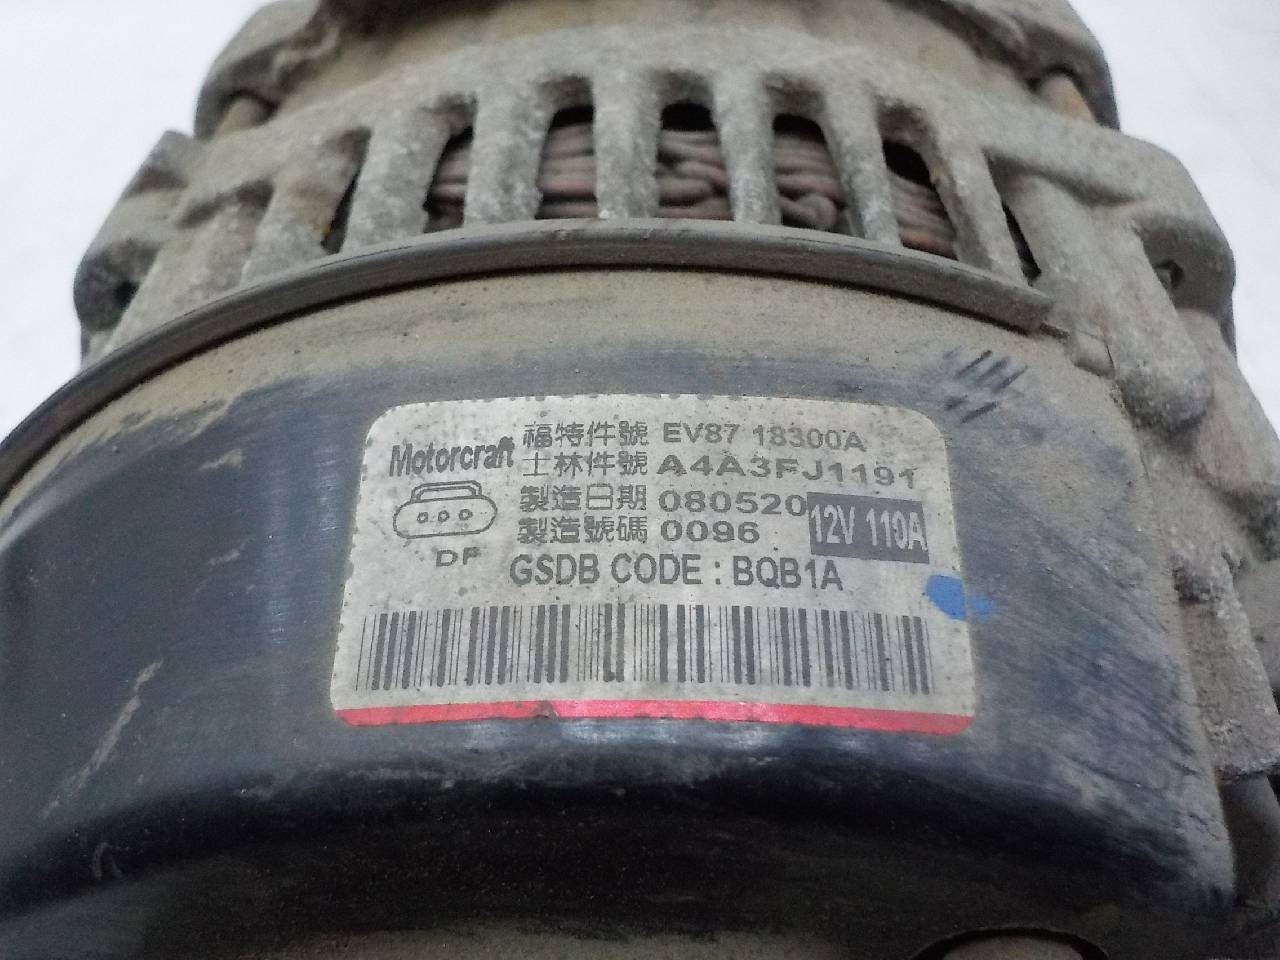 Motorcraft
福特件號 EV87 18300A
士林件號 A4A3FJ1191
製造日期 080520
製造號碼 0096
12V 110A
DF
GSDB CODE : BQB1A